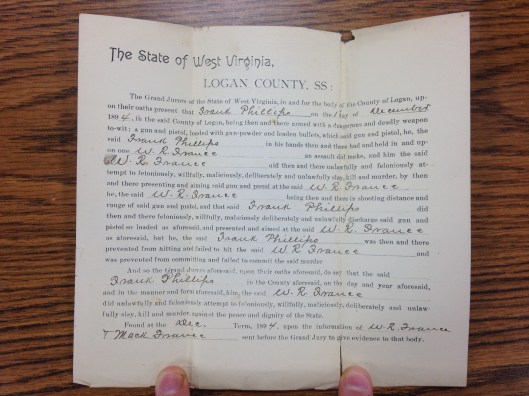 The State of West Virginia,
LOGAN COUNTY, SS:
The Grand Jurors of the State of West Virginia, in and for the body of the County of Logan, up-
on their oaths present that Frank Phillips on the 1 day of December
1894, in the said County of Logan, being then and there armed with a dangerous and deadly weapon
to-wit: a gun and pistol, loaded with gun-powder and leaden bullets, which said gun and pistol, he, the
said Frank Phillips in his hands then and there had and held in and up-
on one W. R. France an assault did make, and him the said
W. R. France did then and there unlawfully and feloniously at-
tempt to feloniously, willfully, maliciously, deliberately and unlawfully slay, kill and murder, by then
and there presenting and aiming said gun and pistol at the said W. R. France
he, the said W. R. France being then and there in shooting distance and
range of said gun and pistol, and that said Frank Phillips did
then and there feloniously, willfully, maliciously deliberately and unlawfully discharge said gun and
pistol so loaded as aforesaid, and presented and aimed at the said W. R. France
as aforesaid, but he, the said Frank Phillips was then and there
prevented from hitting and failed to hit the said W. R. France and
was prevented from committing and failed to commit the said murder
And so the Grand Jurors aforesaid, upon their oaths aforesaid, do say that the said
Frank Phillips in the County aforesaid, on the day and year aforesaid,
and in the manner and form aforesaid, him, the said W. R. France
did unlawfully and feloniously attempt to feloniously, willfully, maliciously, deliberately and unlaw-
fully slay, kill and murder against the peace and dignity of the State.
Found at the Dec. Term, 1894, upon the information of W. R. France
+ Mack France sent before the Grand Jury to give evidence to that body.